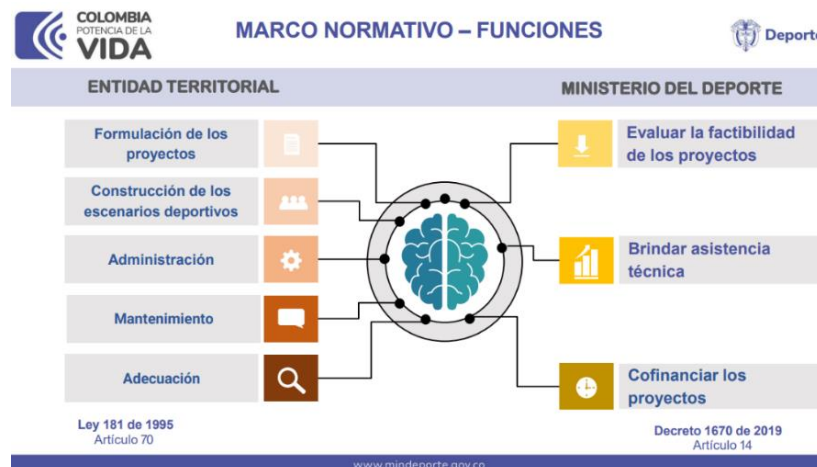 COLOMBIA
POTENCIA DE LA
VIDA
MARCO NORMATIVO – FUNCIONES
Deporte
ENTIDAD TERRITORIAL
MINISTERIO DEL DEPORTE
Formulación de los
proyectos
Construcción de los
escenarios deportivos
Administración
Mantenimiento
Adecuación
Ley 181 de 1995
Artículo 70
Evaluar la factibilidad
de los proyectos
Brindar asistencia
técnica
Cofinanciar los
proyectos
Decreto 1670 de 2019
Artículo 14
www.mindeporte.gov.co